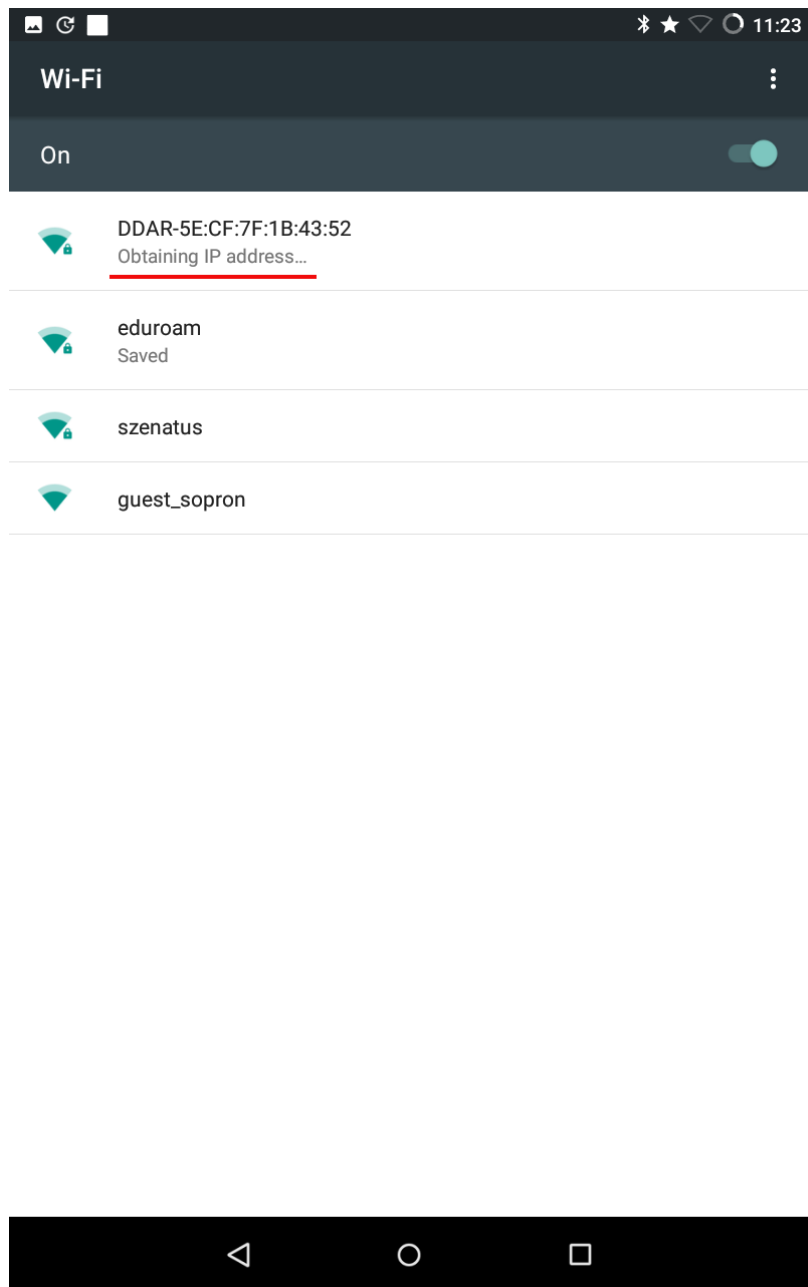 11:23
Wi-Fi
On
DDAR-5E:CF:7F:1B:43:52
Obtaining IP address...
eduroam
Saved
szenatus
guest_sopron